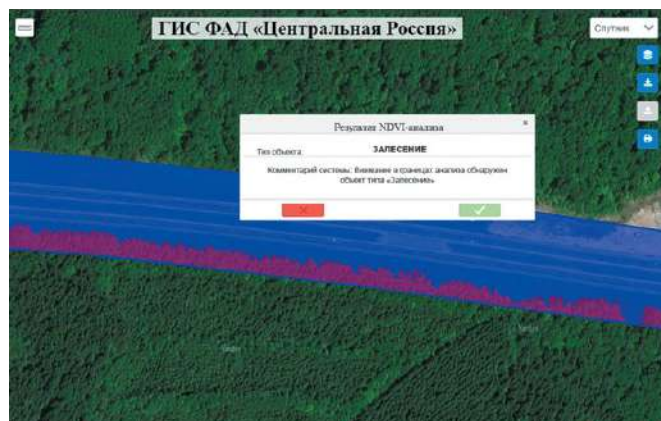 ГИС ФАД «Центральная Россия»
Спутник
Результат NDVI-анализа
Тип объекта:
ЗАЛЕСЕНИЕ
Комментарий системы: Внимание в границах анализа обнаружен
объект типа «Залесение»